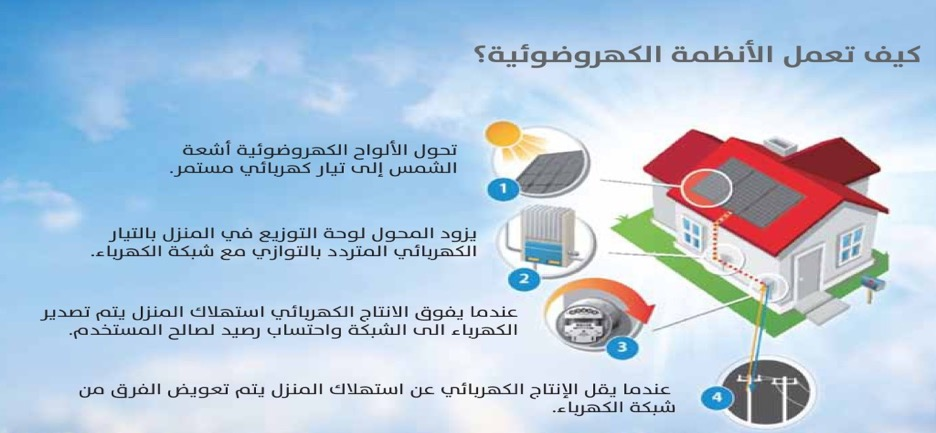 كيف تعمل الأنظمة الكهروضوئية؟
تحول الألواح الكهروضوئية أشعة
الشمس إلى تيار كهربائي مستمر.
1
يزود المحول لوحة التوزيع في المنزل بالتيار
الكهربائي المتردد بالتوازي مع شبكة الكهرباء.
2
عندما يفوق الانتاج الكهربائي استهلاك المنزل يتم تصدير
الكهرباء الى الشبكة واحتساب رصيد لصالح المستخدم.
3
عندما يقل الإنتاج الكهربائي عن استهلاك المنزل يتم تعويض الفرق من
شبكة الكهرباء.
4